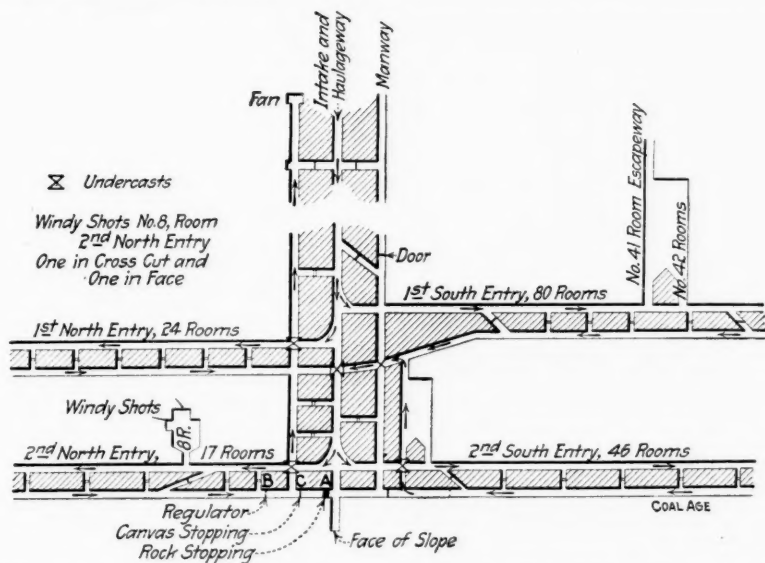 Fan
Intake and
Haulageway
Manway
Undercasts
Windy Shots No.8, Room
2nd North Entry
One in Cross Cut and
One in Face
Door
No. 41 Room Escapeway
No. 42 Rooms
1st South Entry, 80 Rooms
1st North Entry, 24 Rooms
Windy Shots
8 R.
2nd North Entry, 17 Rooms
2nd South Entry, 46 Rooms
B
C
A
Regulator
Canvas Stopping
Rock Stopping
Face of Slope
COAL AGE